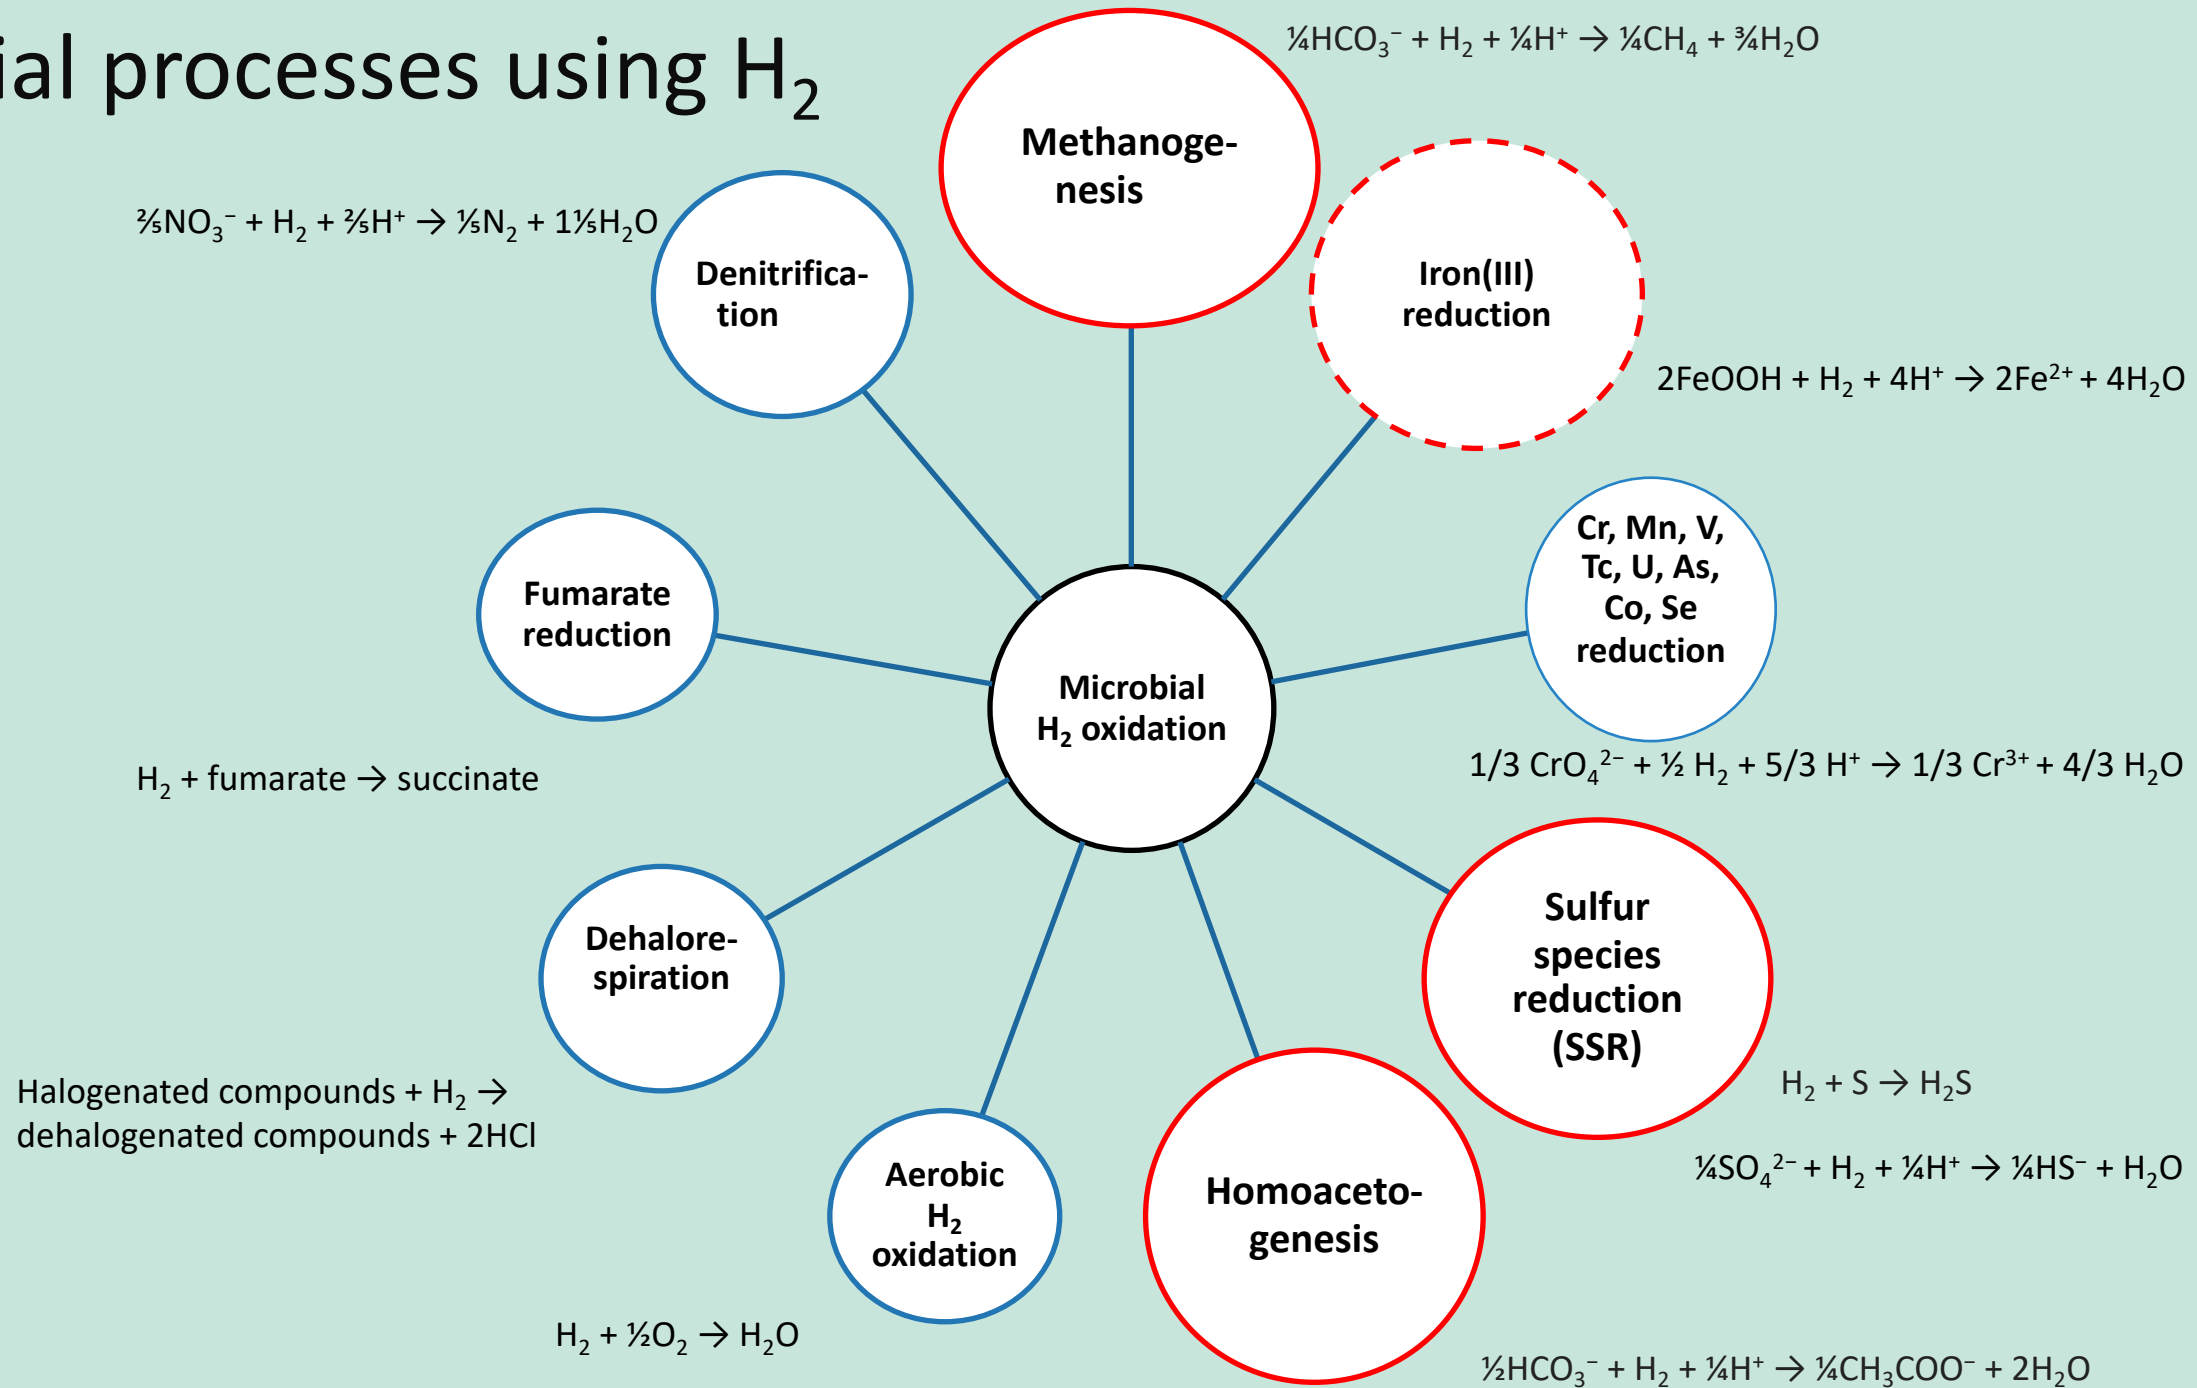 ial processes using H₂
¼HCO₃⁻ + H₂ + ¼H⁺ → ¼CH₄ + ¾H₂O
Methanoge-
nesis
⅖NO₃⁻ + H₂ + ⅖H⁺ → ⅕N₂ + 1⅕H₂O
Denitrifica-
tion
Iron(III)
reduction
2FeOOH + H₂ + 4H⁺ → 2Fe²⁺ + 4H₂O
Cr, Mn, V,
Tc, U, As,
Co, Se
reduction
1/3 CrO₄²⁻ + ½ H₂ + 5/3 H⁺ → 1/3 Cr³⁺ + 4/3 H₂O
Fumarate
reduction
H₂ + fumarate → succinate
Microbial
H₂ oxidation
Sulfur
species
reduction
(SSR)
H₂ + S → H₂S
¼SO₄²⁻ + H₂ + ¼H⁺ → ¼HS⁻ + H₂O
Dehalore-
spiration
Halogenated compounds + H₂ →
dehalogenated compounds + 2HCl
Aerobic
H₂
oxidation
H₂ + ½O₂ → H₂O
Homoaceto-
genesis
½HCO₃⁻ + H₂ + ¼H⁺ → ¼CH₃COO⁻ + 2H₂O